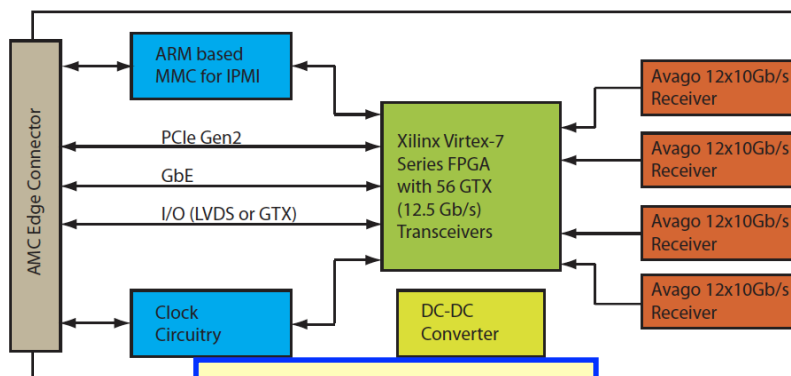 AMC Edge Connector
ARM based
MMC for IPMI
PCIe Gen2
GbE
I/O (LVDS or GTX)
Clock
Circuitry
Xilinx Virtex-7
Series FPGA
with 56 GTX
(12.5 Gb/s)
Transceivers
DC-DC
Converter
Avago 12x10Gb/s
Receiver
Avago 12x10Gb/s
Receiver
Avago 12x10Gb/s
Receiver
Avago 12x10Gb/s
Receiver